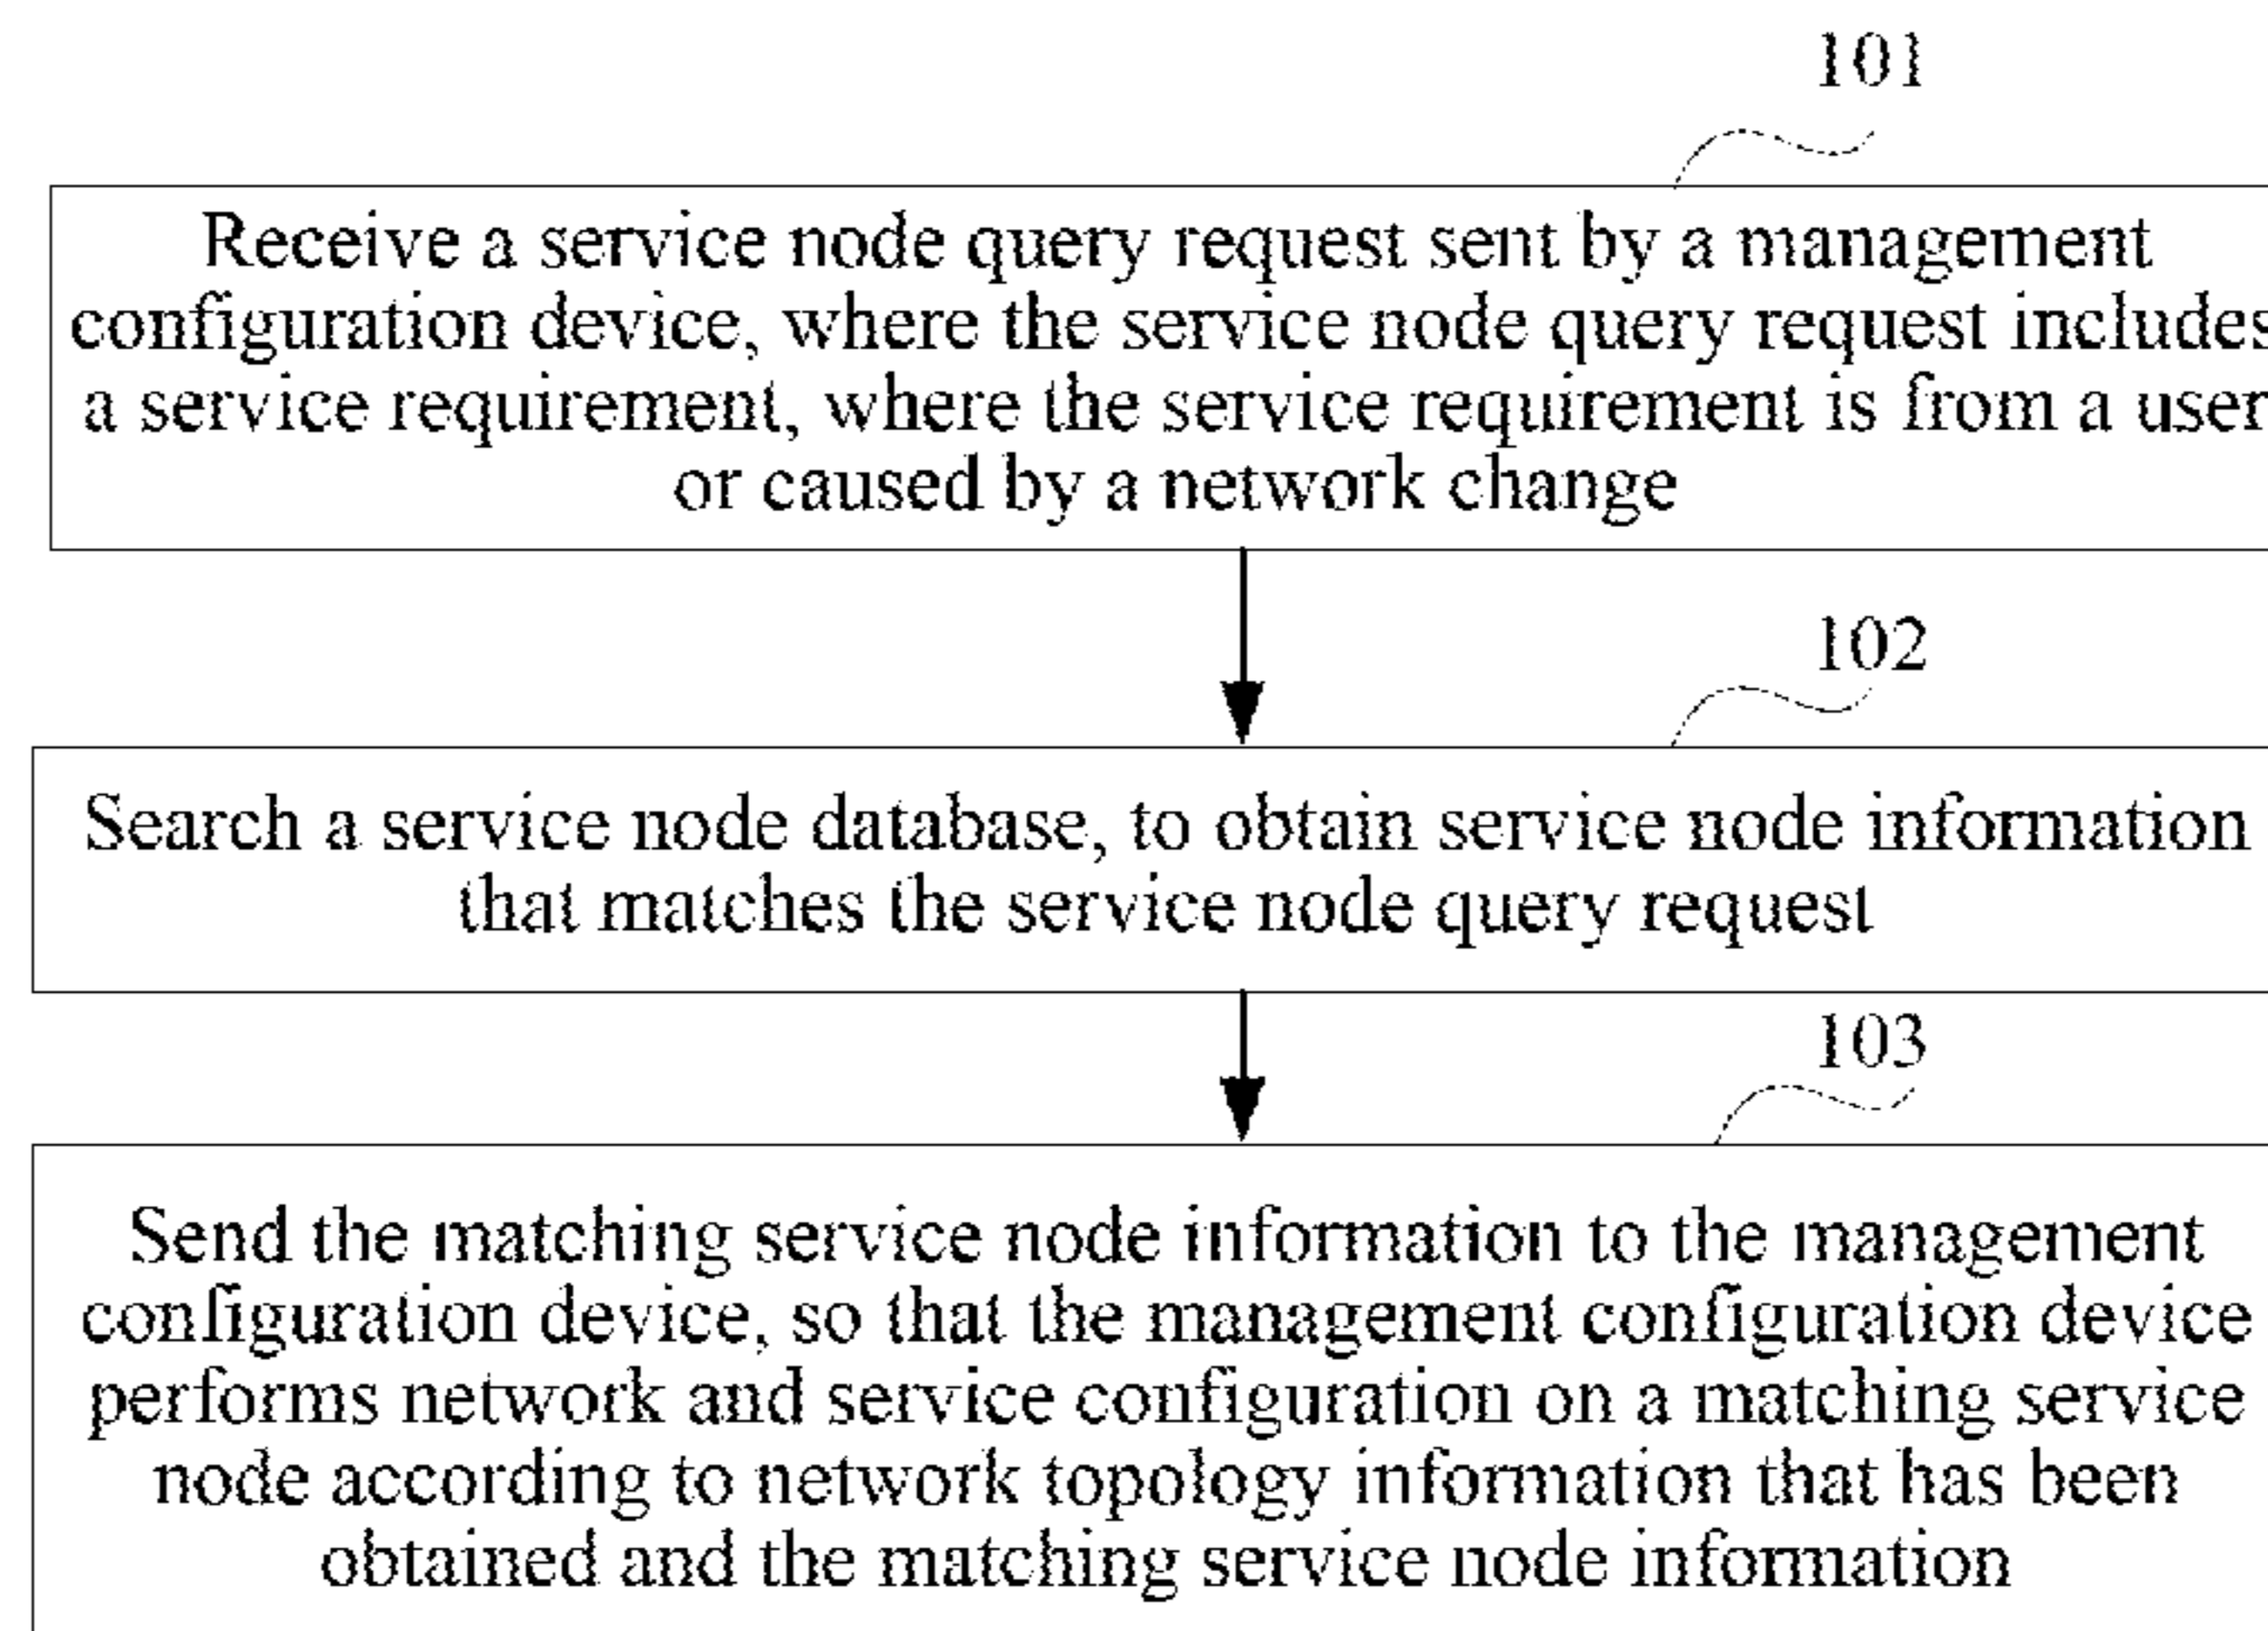 101
Receive a service node query request sent by a management
configuration device, where the service node query request includes
a service requirement, where the service requirement is from a user
or caused by a network change
102
Search a service node database, to obtain service node information
that matches the service node query request
103
Send the matching service node information to the management
configuration device, so that the management configuration device
performs network and service configuration on a matching service
node according to network topology information that has been
obtained and the matching service node information